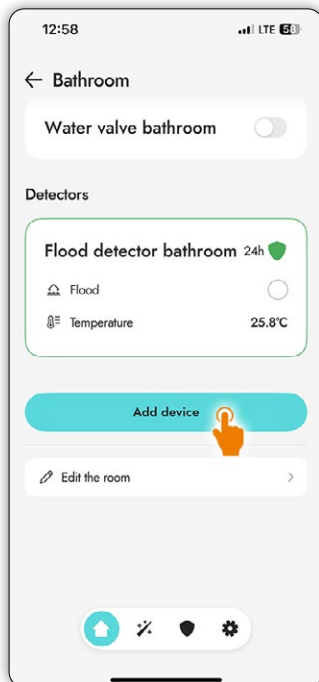 12:58 LTE 56
← Bathroom
Water valve bathroom
Detectors
Flood detector bathroom 24h
Flood
Temperature 25.8°C
Add device
Edit the room >